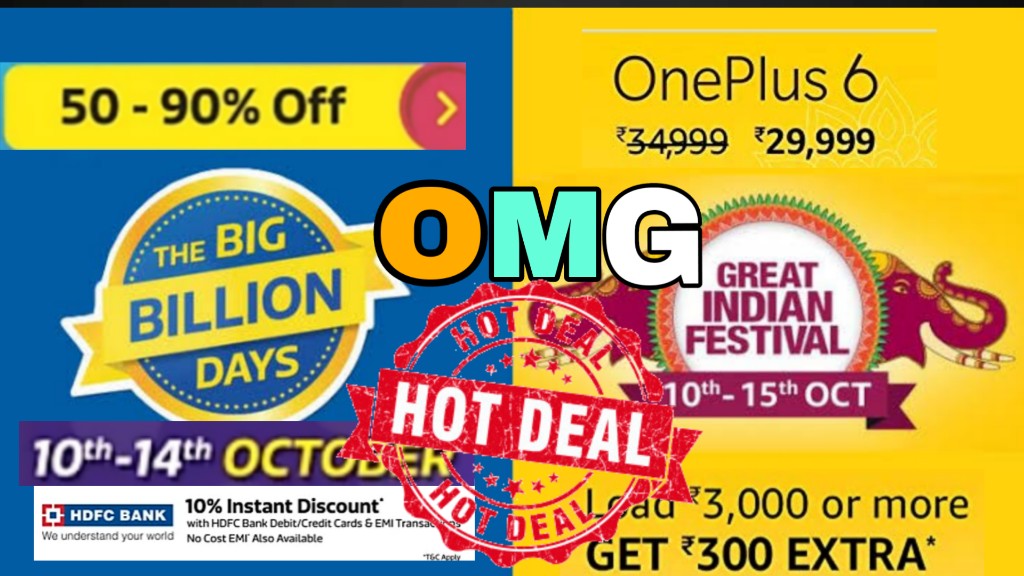 50 - 90% Off
THE BIG
BILLION
DAYS
10th-14th OCTOBER
HDFC BANK
We understand your world
10% Instant Discount*
with HDFC Bank Debit/Credit Cards & EMI Transactions
No Cost EMI* Also Available
*T&C Apply
OMG
HOT DEAL
HOT DEAL
HOT DEAL
OnePlus 6
₹34,999 ₹29,999
GREAT
INDIAN
FESTIVAL
10th-15th OCT
Load ₹3,000 or more
GET ₹300 EXTRA*